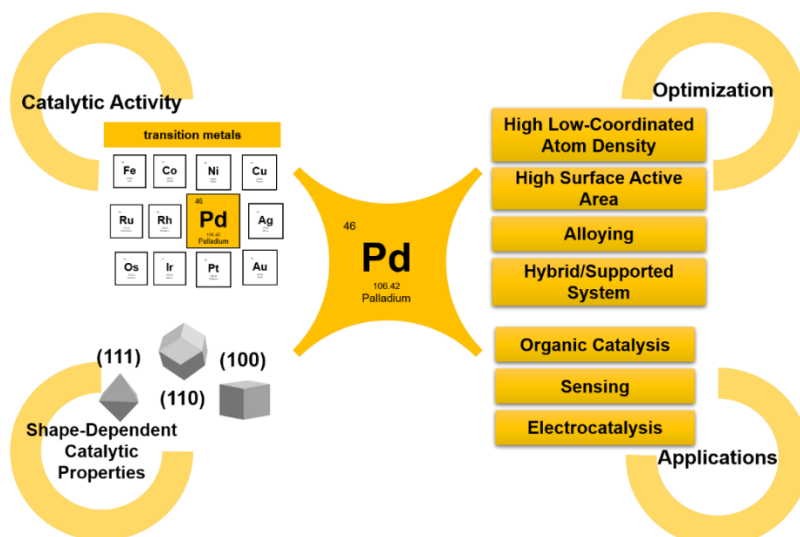 Catalytic Activity
transition metals
Fe
Co
Ni
Cu
Ru
Rh
46
Pd
106.42
Palladium
Ag
Os
Ir
Pt
Au
46
Pd
106.42
Palladium
Optimization
High Low-Coordinated
Atom Density
High Surface Active
Area
Alloying
Hybrid/Supported
System
(111)
(110)
(100)
Shape-Dependent
Catalytic
Properties
Organic Catalysis
Sensing
Electrocatalysis
Applications